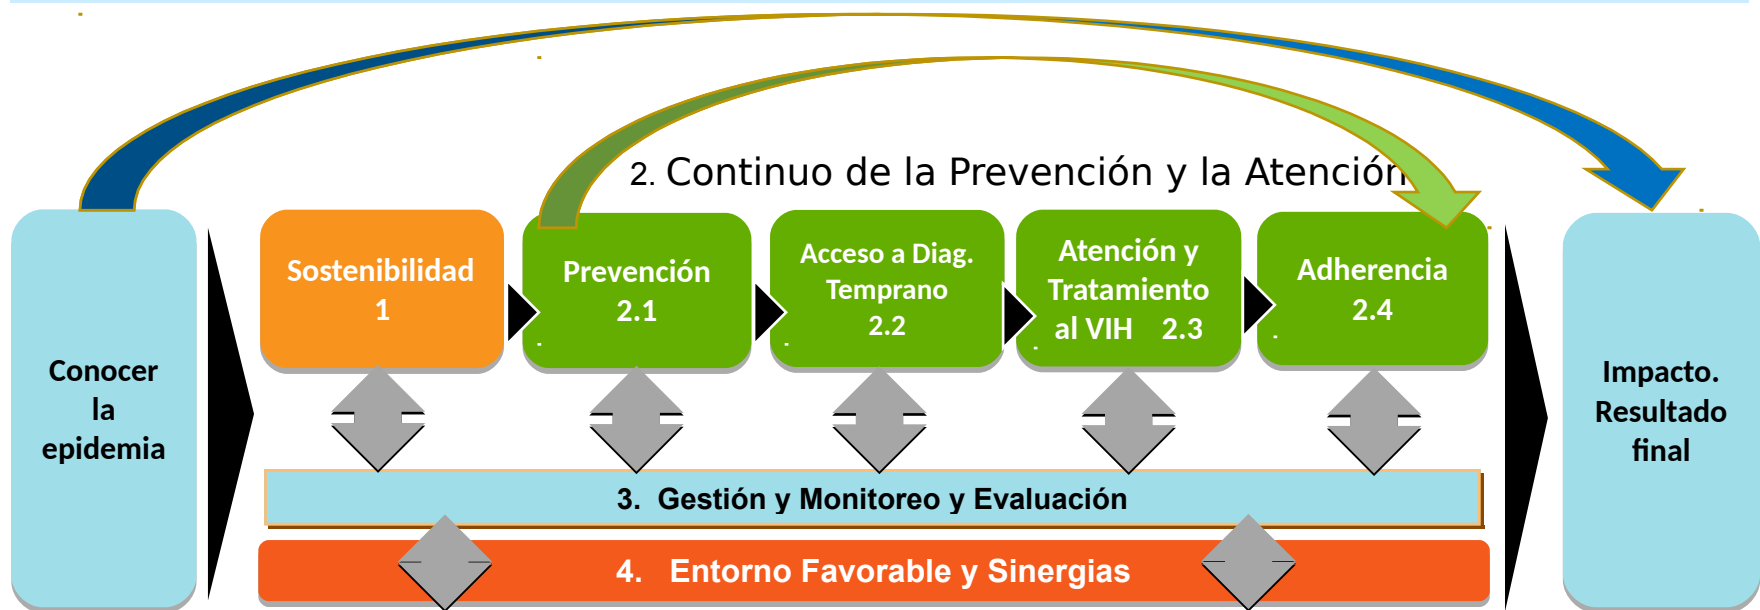 2. Continuo de la Prevención y la Atención
Conocer
la
epidemia
Sostenibilidad
1
Prevención
2.1
Acceso a Diag.
Temprano
2.2
Atención y
Tratamiento
al VIH 2.3
Adherencia
2.4
Impacto.
Resultado
final
3. Gestión y Monitoreo y Evaluación
4. Entorno Favorable y Sinergias